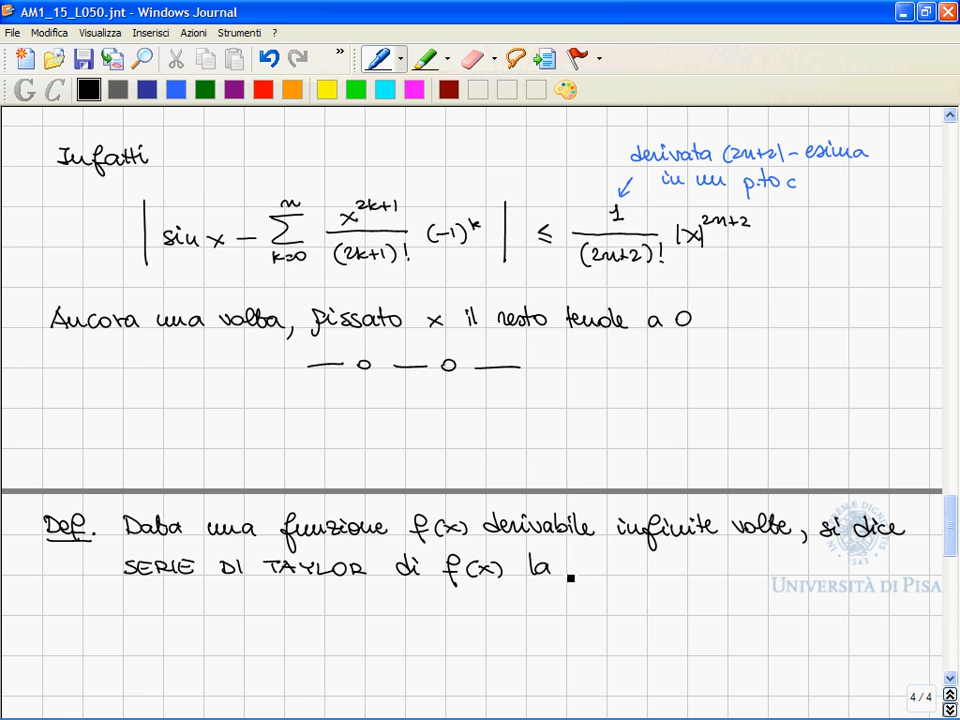 AM1_15_L050.jnt - Windows Journal
File Modifica Visualizza Inserisci Azioni Strumenti ?
Infatti
derivata (2n+2)-esima
in un p.to c
| sin x - \sum_{k=0}^{n} \frac{x^{2k+1}}{(2k+1)!} (-1)^k | ≤ \frac{1}{(2n+2)!} |x|^{2n+2}
Ancora una volta, fissato x il resto tende a 0
— o — o —
Def. Data una funzione f(x) derivabile infinite volte, si dice
SERIE DI TAYLOR di f(x) la
UNIVERSITÀ DI PISA
4 / 4